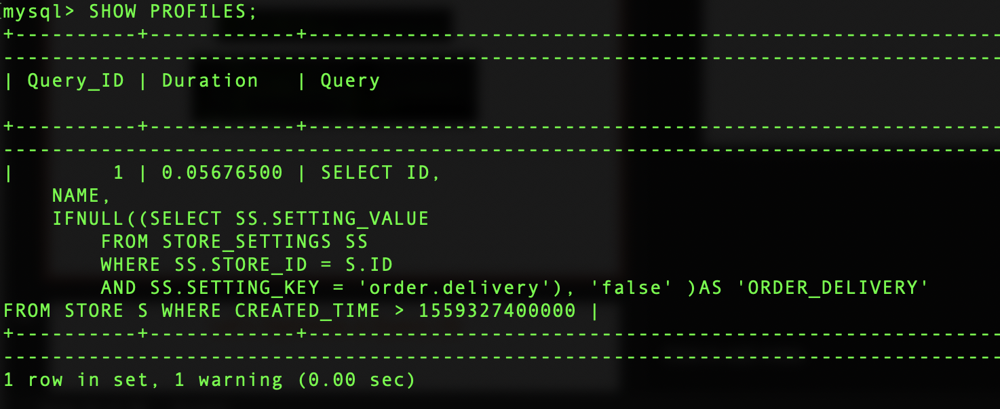 mysql> SHOW PROFILES;
+----------+------------+---------------------------------------------------------
----------------------------------------------------------------------------------
| Query_ID | Duration   | Query
+----------+------------+---------------------------------------------------------
----------------------------------------------------------------------------------
|        1 | 0.05676500 | SELECT ID,
    NAME,
    IFNULL((SELECT SS.SETTING_VALUE
        FROM STORE_SETTINGS SS
        WHERE SS.STORE_ID = S.ID
        AND SS.SETTING_KEY = 'order.delivery'), 'false' )AS 'ORDER_DELIVERY'
FROM STORE S WHERE CREATED_TIME > 1559327400000 |
+----------+------------+---------------------------------------------------------
----------------------------------------------------------------------------------
1 row in set, 1 warning (0.00 sec)